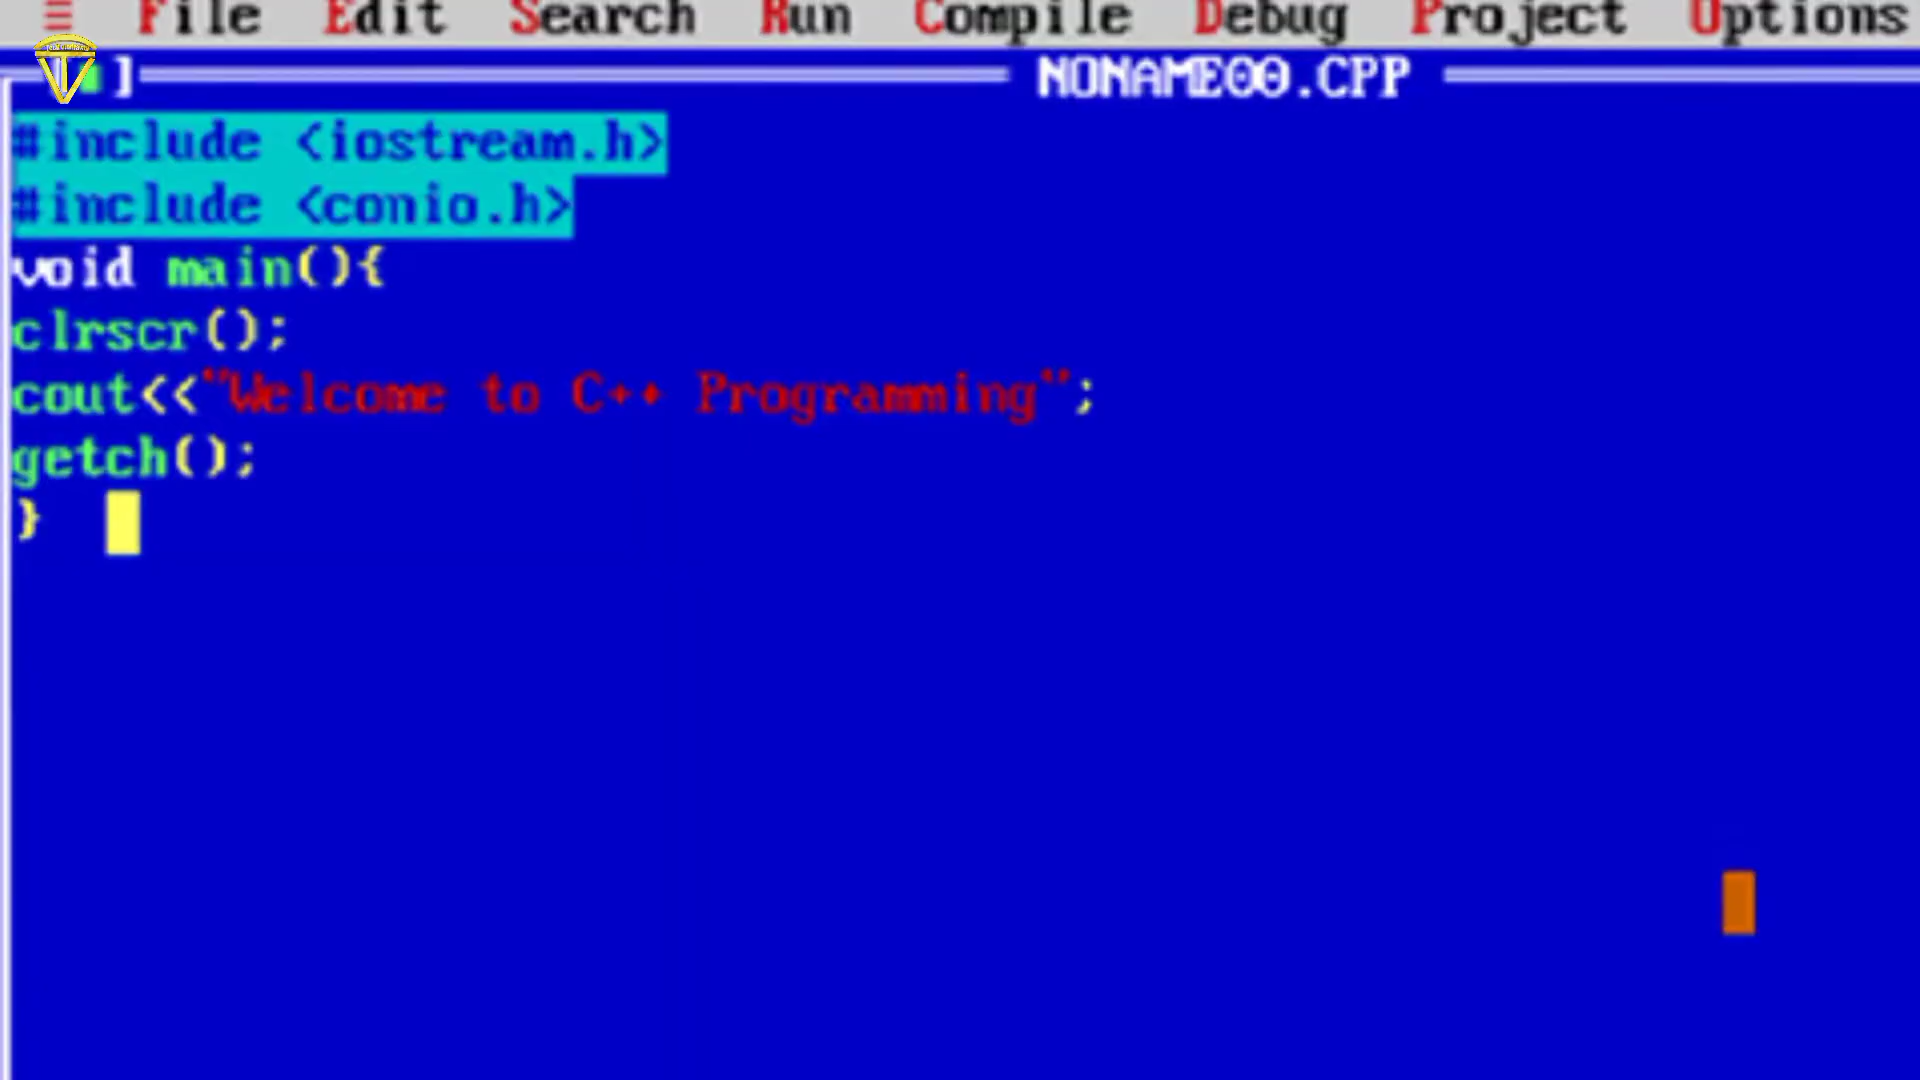 ≡ File Edit Search Run Compile Debug Project Options
] NONAME00.CPP
#include <iostream.h>
#include <conio.h>
void main(){
clrscr();
cout<<"Welcome to C++ Programming";
getch();
}